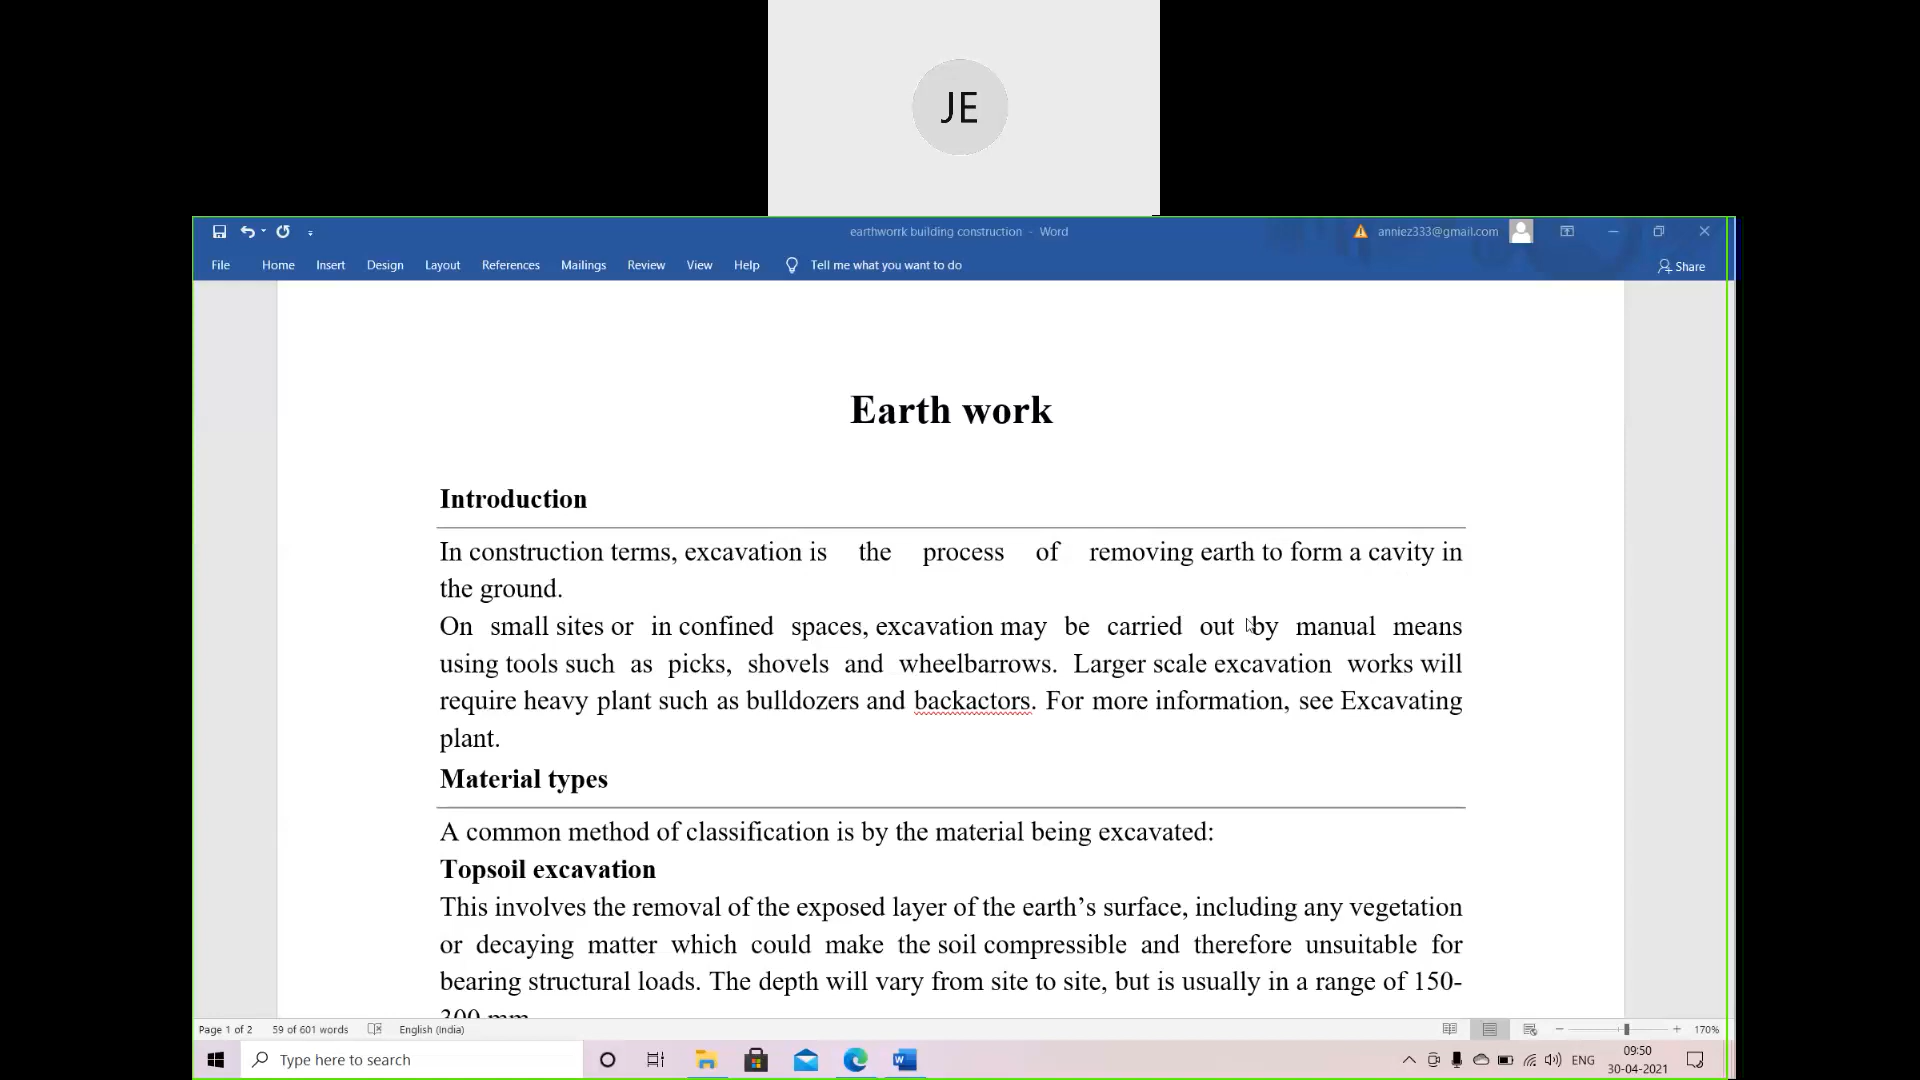 JE
earthworrk building construction - Word
anniez333@gmail.com
File Home Insert Design Layout References Mailings Review View Help Tell me what you want to do Share
Earth work
Introduction
In construction terms, excavation is the process of removing earth to form a cavity in
the ground.
On small sites or in confined spaces, excavation may be carried out by manual means
using tools such as picks, shovels and wheelbarrows. Larger scale excavation works will
require heavy plant such as bulldozers and backactors. For more information, see Excavating
plant.
Material types
A common method of classification is by the material being excavated:
Topsoil excavation
This involves the removal of the exposed layer of the earth’s surface, including any vegetation
or decaying matter which could make the soil compressible and therefore unsuitable for
bearing structural loads. The depth will vary from site to site, but is usually in a range of 150-
300 mm
Page 1 of 2 59 of 601 words English (India) 170%
Type here to search
ENG
09:50
30-04-2021